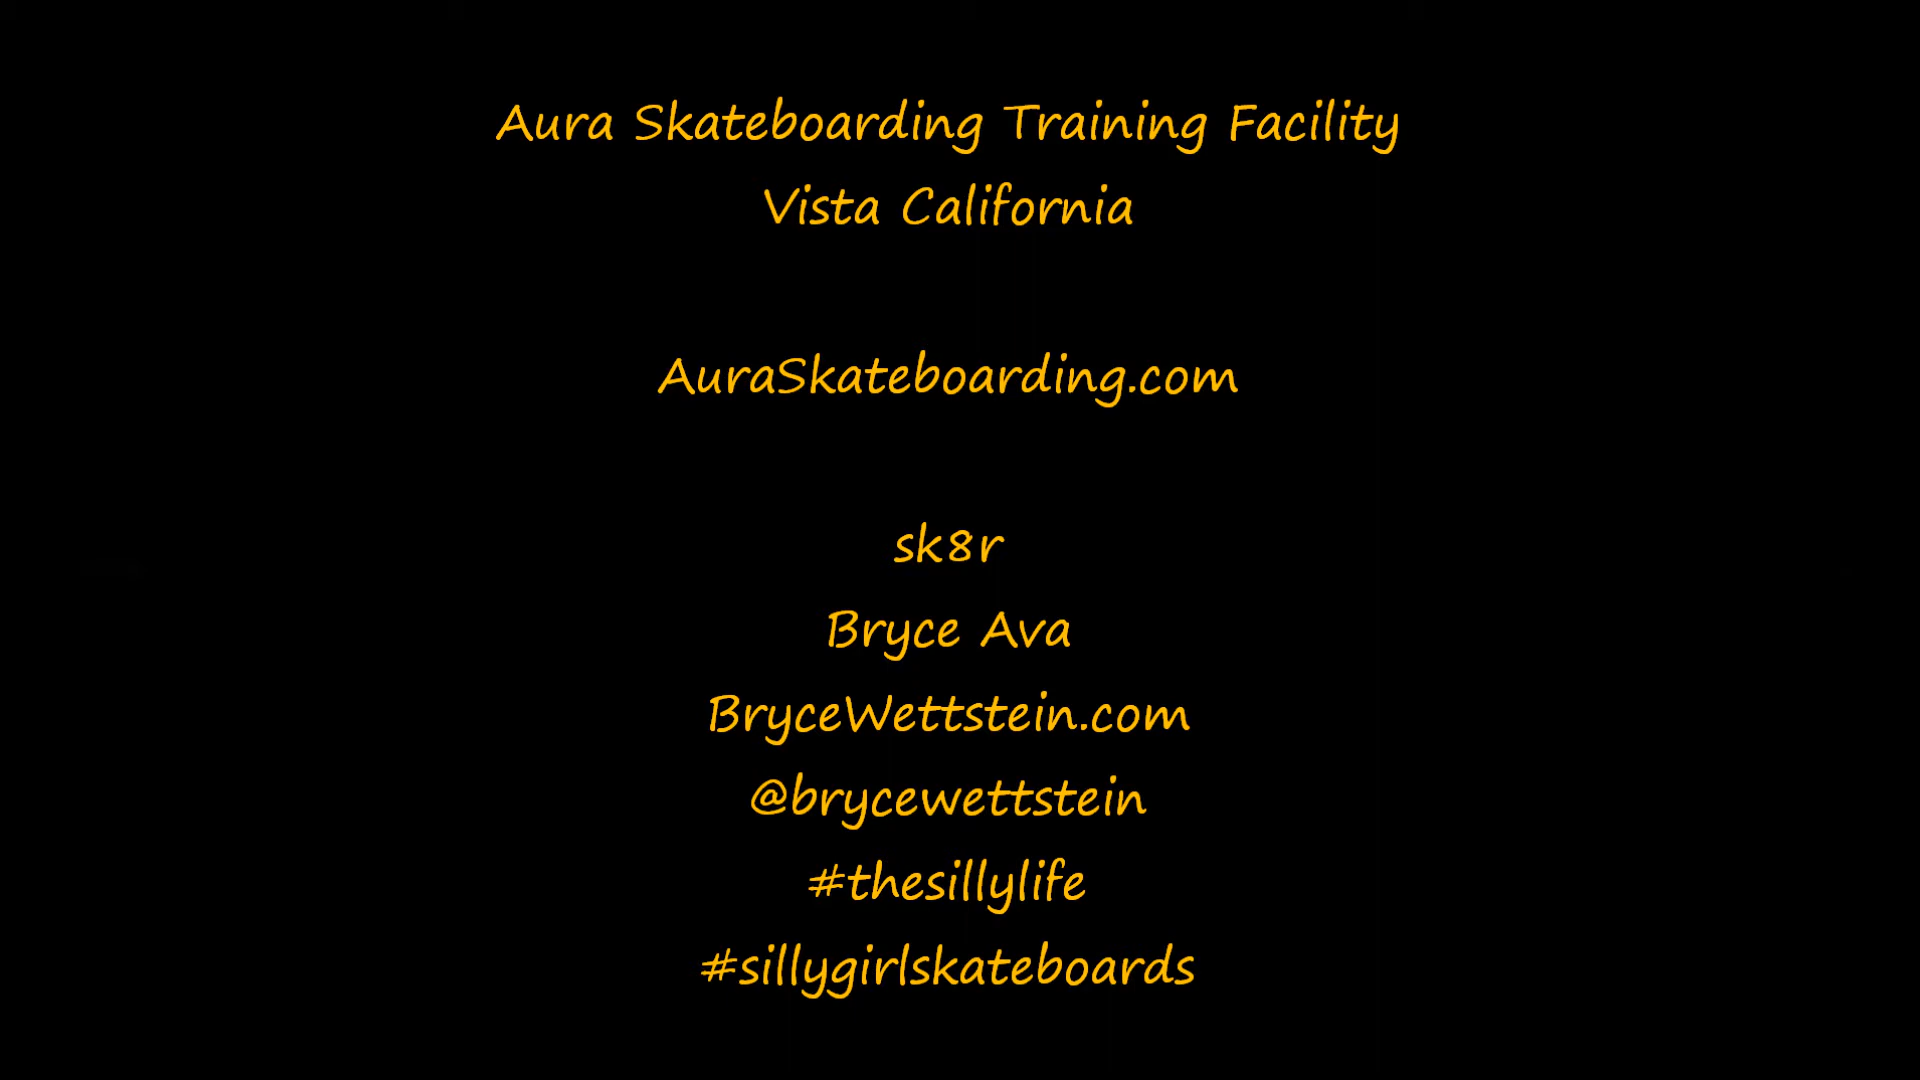 Aura Skateboarding Training Facility
Vista California
AuraSkateboarding.com
sk8r
Bryce Ava
BryceWettstein.com
@brycewettstein
#thesillylife
#sillygirlskateboards